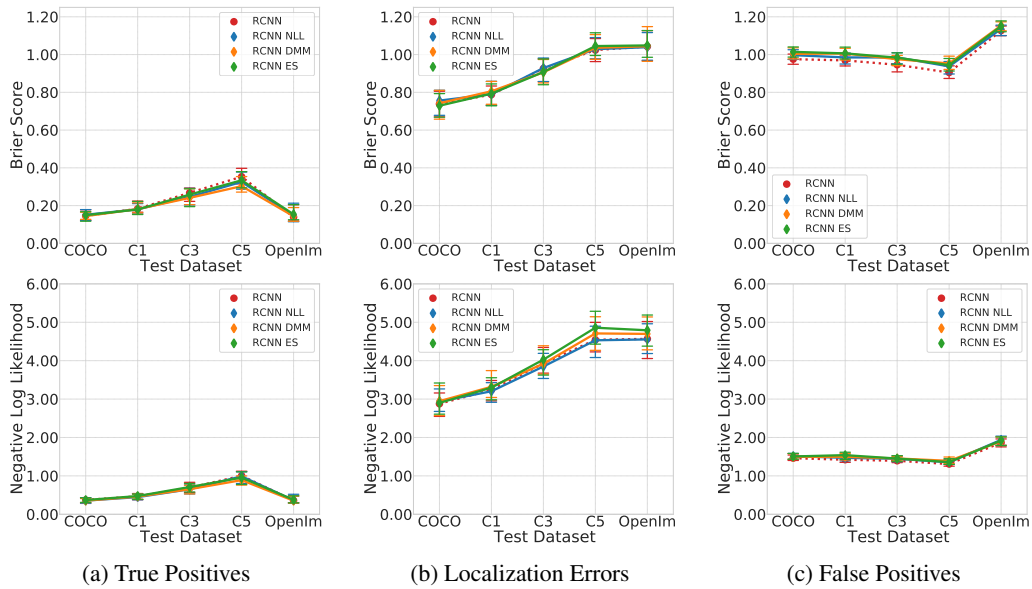 1.20
1.00
0.80
0.60
0.40
0.20
0.00
Brier Score
RCNN
RCNN NLL
RCNN DMM
RCNN ES
COCO C1 C3 C5 OpenIm
Test Dataset
1.20
1.00
0.80
0.60
0.40
0.20
0.00
Brier Score
RCNN
RCNN NLL
RCNN DMM
RCNN ES
COCO C1 C3 C5 OpenIm
Test Dataset
1.20
1.00
0.80
0.60
0.40
0.20
0.00
Brier Score
RCNN
RCNN NLL
RCNN DMM
RCNN ES
COCO C1 C3 C5 OpenIm
Test Dataset
6.00
5.00
4.00
3.00
2.00
1.00
0.00
Negative Log Likelihood
RCNN
RCNN NLL
RCNN DMM
RCNN ES
COCO C1 C3 C5 OpenIm
Test Dataset
6.00
5.00
4.00
3.00
2.00
1.00
0.00
Negative Log Likelihood
RCNN
RCNN NLL
RCNN DMM
RCNN ES
COCO C1 C3 C5 OpenIm
Test Dataset
6.00
5.00
4.00
3.00
2.00
1.00
0.00
Negative Log Likelihood
RCNN
RCNN NLL
RCNN DMM
RCNN ES
COCO C1 C3 C5 OpenIm
Test Dataset
(a) True Positives
(b) Localization Errors
(c) False Positives